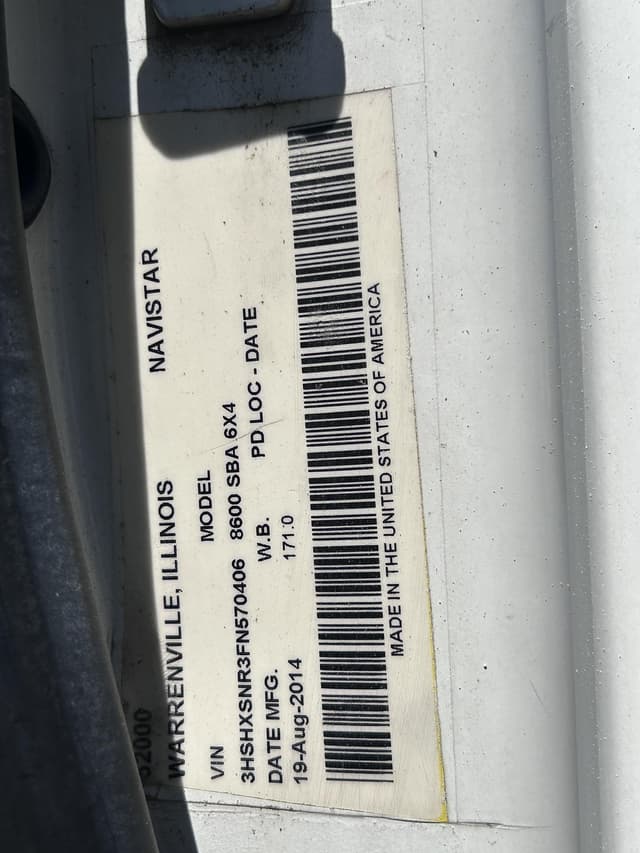 52000
WARRENVILLE, ILLINOIS NAVISTAR
VIN MODEL
3HSHXSNR3FN570406 8600 SBA 6X4
DATE MFG. W.B. PD LOC - DATE
19-Aug-2014 171.0
MADE IN THE UNITED STATES OF AMERICA